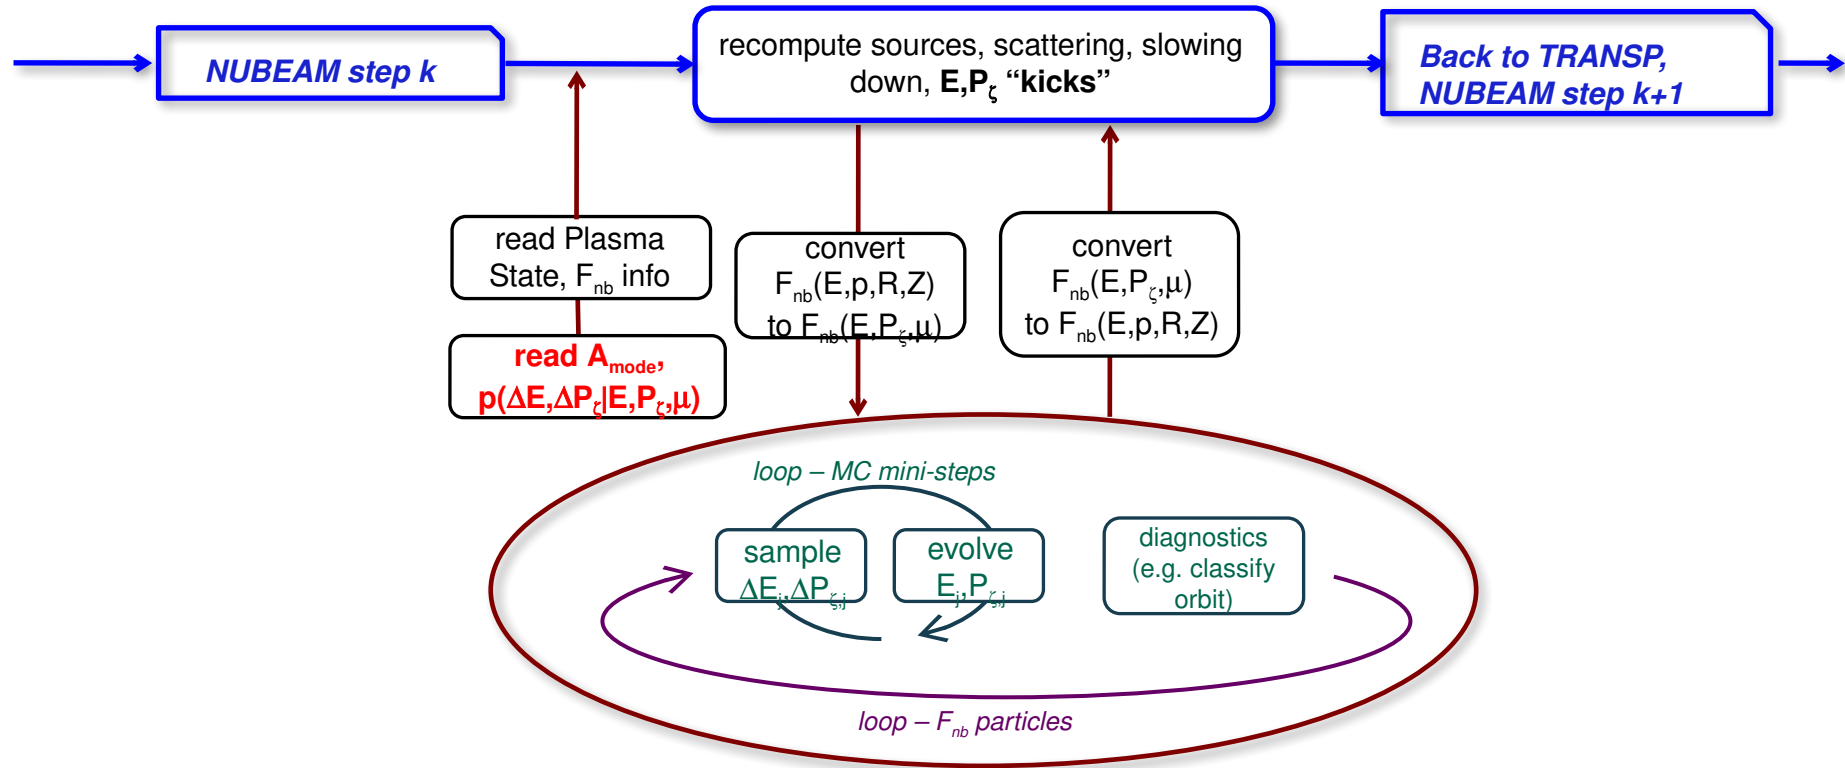 NUBEAM step k
recompute sources, scattering, slowing
down, E,Pζ “kicks”
Back to TRANSP,
NUBEAM step k+1
read Plasma
State, Fnb info
read Amode,
p(ΔE,ΔPζ|E,Pζ,μ)
convert
Fnb(E,p,R,Z)
to Fnb(E,Pζ,μ)
convert
Fnb(E,Pζ,μ)
to Fnb(E,p,R,Z)
loop – MC mini-steps
sample
ΔEj,ΔPζ,j
evolve
Ej,Pζ,j
diagnostics
(e.g. classify
orbit)
loop – Fnb particles